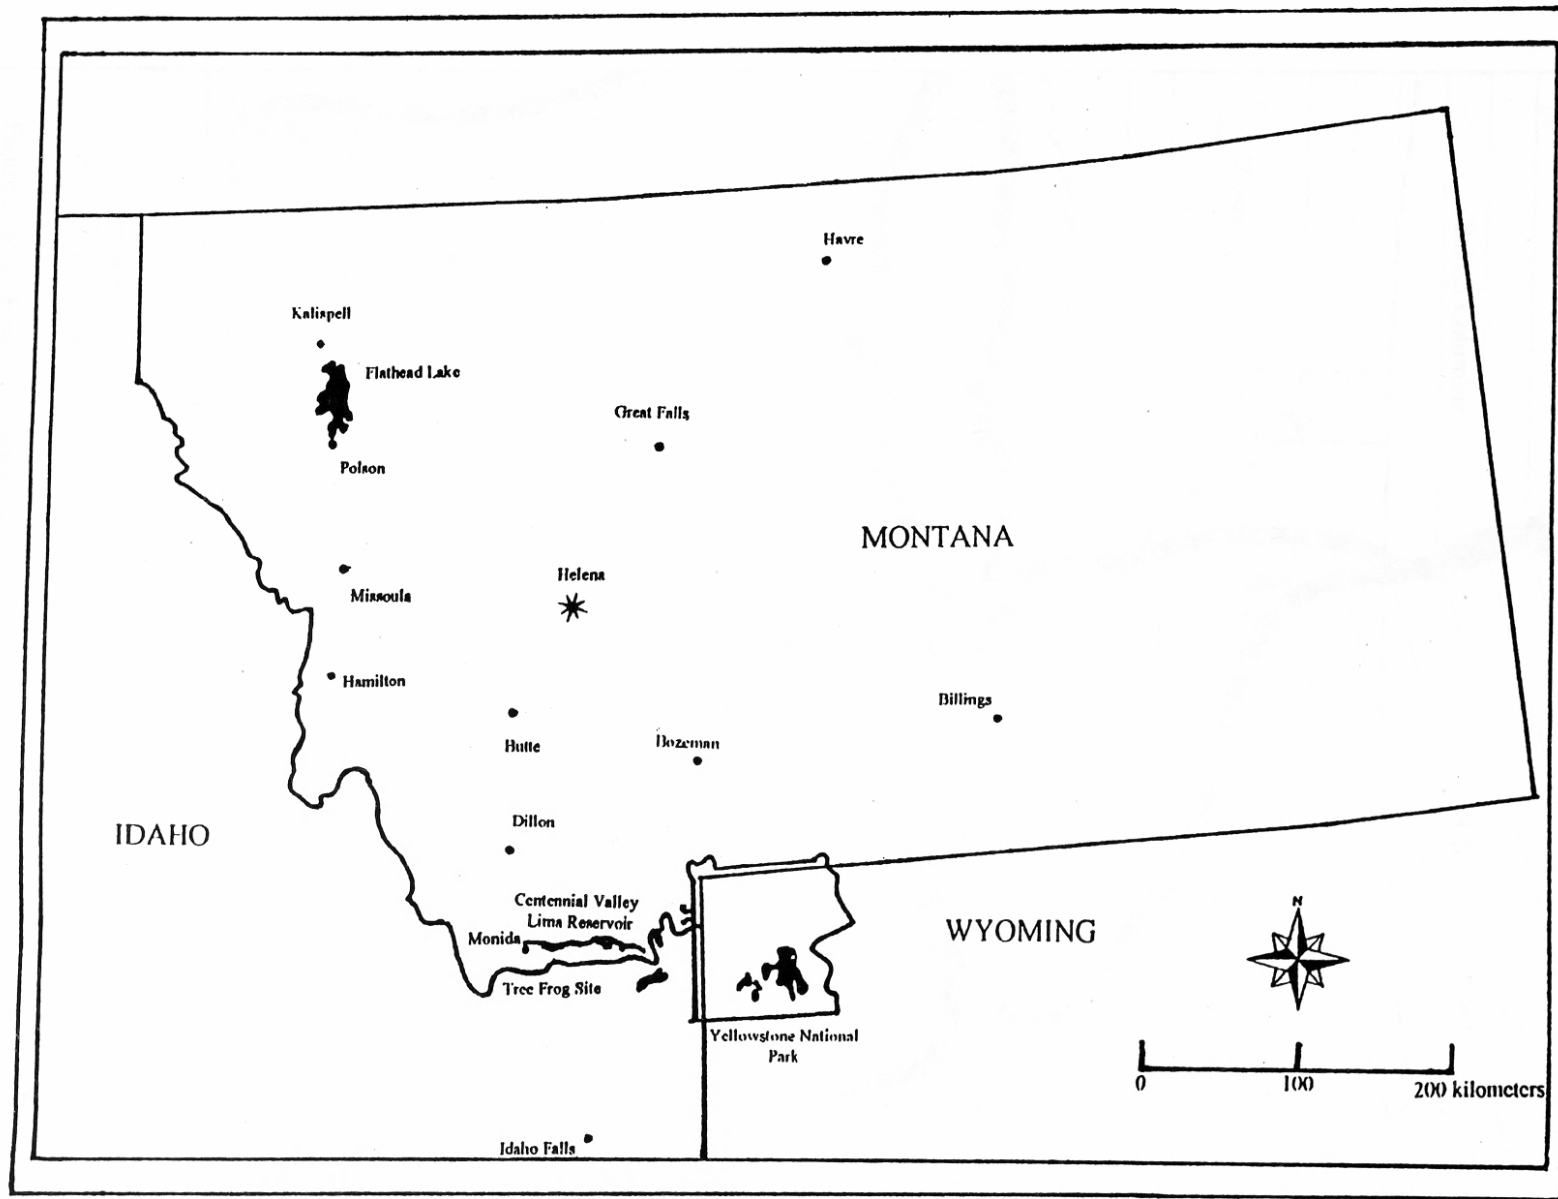 Havre
Kalispell
Flathead Lake
Great Falls
Polson
MONTANA
Helena
Missoula
Hamilton
Billings
Butte
Bozeman
Dillon
IDAHO
Centennial Valley
Lima Reservoir
Monida
WYOMING
N
Tree Frog Site
Yellowstone National
Park
0 100 200 kilometers
Idaho Falls